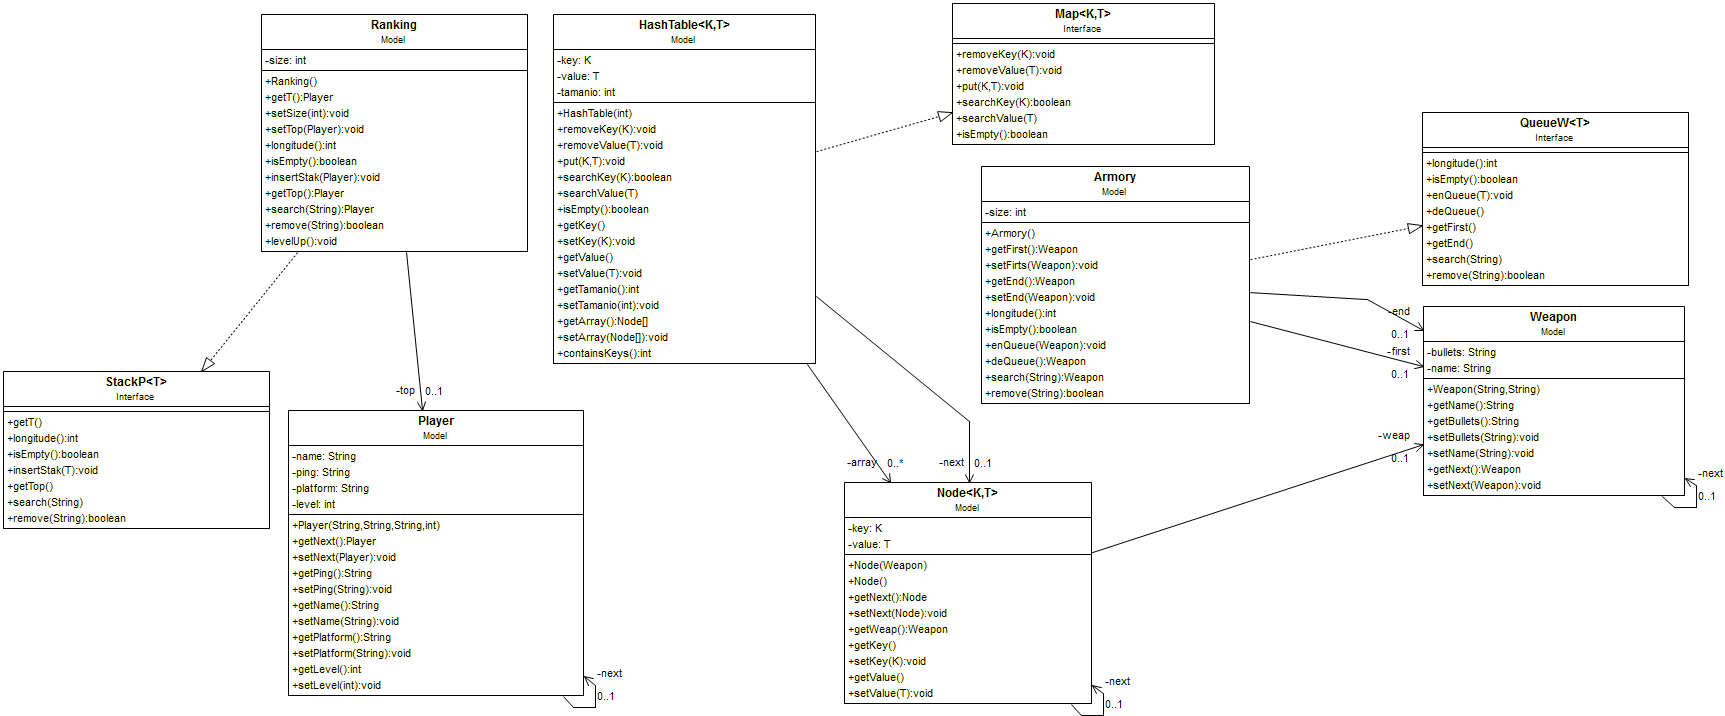 Ranking
Model
-size: int
+Ranking()
+getT():Player
+setSize(int):void
+setTop(Player):void
+longitude():int
+isEmpty():boolean
+insertStak(Player):void
+getTop():Player
+search(String):Player
+remove(String):boolean
+levelUp():void
HashTable<K,T>
Model
-key: K
-value: T
-tamanio: int
+HashTable(int)
+removeKey(K):void
+removeValue(T):void
+put(K,T):void
+searchKey(K):boolean
+searchValue(T)
+isEmpty():boolean
+getKey()
+setKey(K):void
+getValue()
+setValue(T):void
+getTamanio():int
+setTamanio(int):void
+getArray():Node[]
+setArray(Node[]):void
+containsKeys():int
Map<K,T>
Interface
+removeKey(K):void
+removeValue(T):void
+put(K,T):void
+searchKey(K):boolean
+searchValue(T)
+isEmpty():boolean
Armory
Model
-size: int
+Armory()
+getFirst():Weapon
+setFirts(Weapon):void
+getEnd():Weapon
+setEnd(Weapon):void
+longitude():int
+isEmpty():boolean
+enQueue(Weapon):void
+deQueue():Weapon
+search(String):Weapon
+remove(String):boolean
QueueW<T>
Interface
+longitude():int
+isEmpty():boolean
+enQueue(T):void
+deQueue()
+getFirst()
+getEnd()
+search(String)
+remove(String):boolean
-end
0..1
-first
0..1
-weap
0..1
Weapon
Model
-bullets: String
-name: String
+Weapon(String,String)
+getName():String
+getBullets():String
+setBullets(String):void
+setName(String):void
+getNext():Weapon
+setNext(Weapon):void
-next
0..1
StackP<T>
Interface
+getT()
+longitude():int
+isEmpty():boolean
+insertStak(T):void
+getTop()
+search(String)
+remove(String):boolean
-top 0..1
Player
Model
-name: String
-ping: String
-platform: String
-level: int
+Player(String,String,String,int)
+getNext():Player
+setNext(Player):void
+getPing():String
+setPing(String):void
+getName():String
+setName(String):void
+getPlatform():String
+setPlatform(String):void
+getLevel():int
+setLevel(int):void
-next
0..1
-array 0..*
-next 0..1
Node<K,T>
Model
-key: K
-value: T
+Node(Weapon)
+Node()
+getNext():Node
+setNext(Node):void
+getWeap():Weapon
+getKey()
+setKey(K):void
+getValue()
+setValue(T):void
-next
0..1